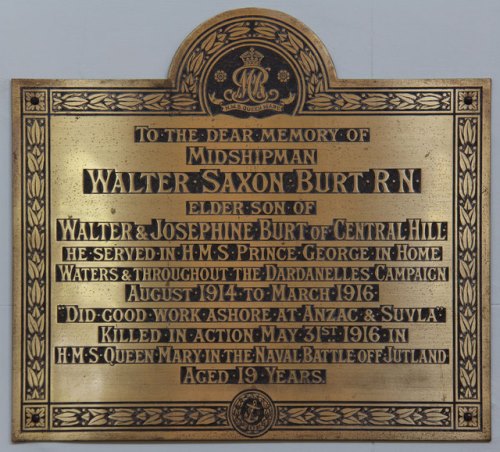 H.M.S. QUEEN MARY
TO THE DEAR MEMORY OF
MIDSHIPMAN
WALTER SAXON BURT R.N.
ELDER SON OF
WALTER & JOSEPHINE BURT OF CENTRAL HILL
HE SERVED IN H.M.S. PRINCE GEORGE IN HOME
WATERS & THROUGHOUT THE DARDANELLES CAMPAIGN
AUGUST 1914 TO MARCH 1916
"DID GOOD WORK ASHORE AT ANZAC & SUVLA"
KILLED IN ACTION MAY 31ST 1916 IN
H.M.S. QUEEN MARY IN THE NAVAL BATTLE OFF JUTLAND
AGED 19 YEARS.